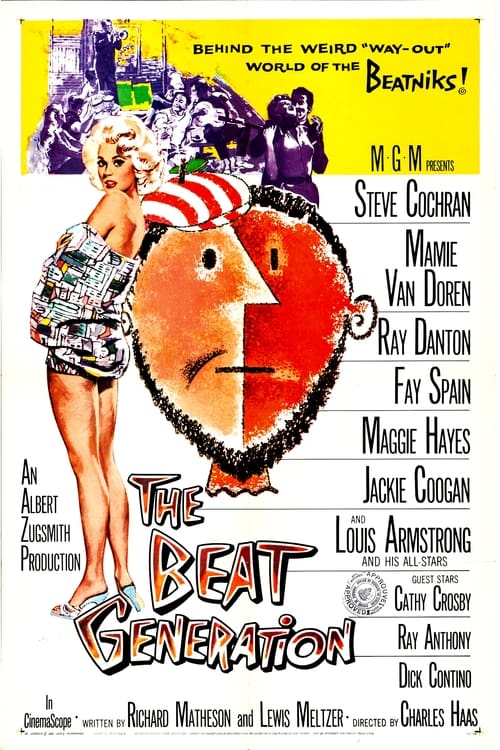 BEHIND THE WEIRD "WAY-OUT"
WORLD OF THE BEATNIKS!
M·G·M PRESENTS
STEVE COCHRAN
MAMIE
VAN DOREN
RAY DANTON
FAY SPAIN
MAGGIE HAYES
JACKIE COOGAN
AND
LOUIS ARMSTRONG
AND HIS ALL-STARS
GUEST STARS
CATHY CROSBY
RAY ANTHONY
DICK CONTINO
AN
ALBERT
ZUGSMITH
PRODUCTION
THE
BEAT
GENERATION
APPROUVÉ
APPROVED
In
CinemaScope
WRITTEN BY RICHARD MATHESON AND LEWIS MELTZER
DIRECTED BY CHARLES HAAS